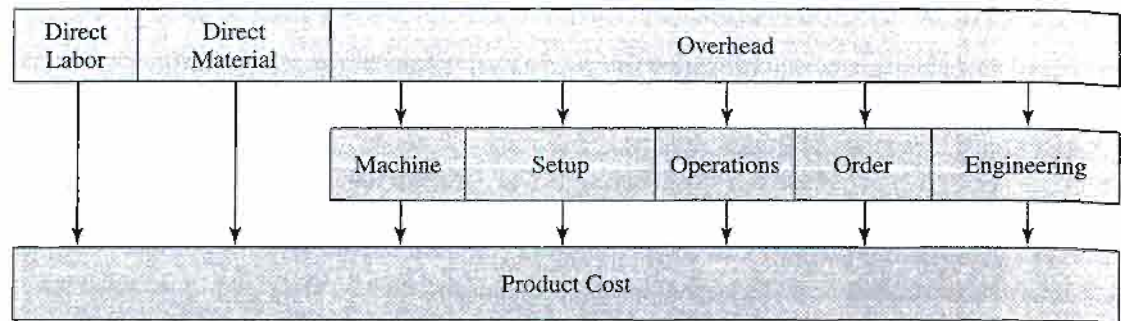 Direct
Labor
Direct
Material
Overhead
Machine
Setup
Operations
Order
Engineering
Product Cost